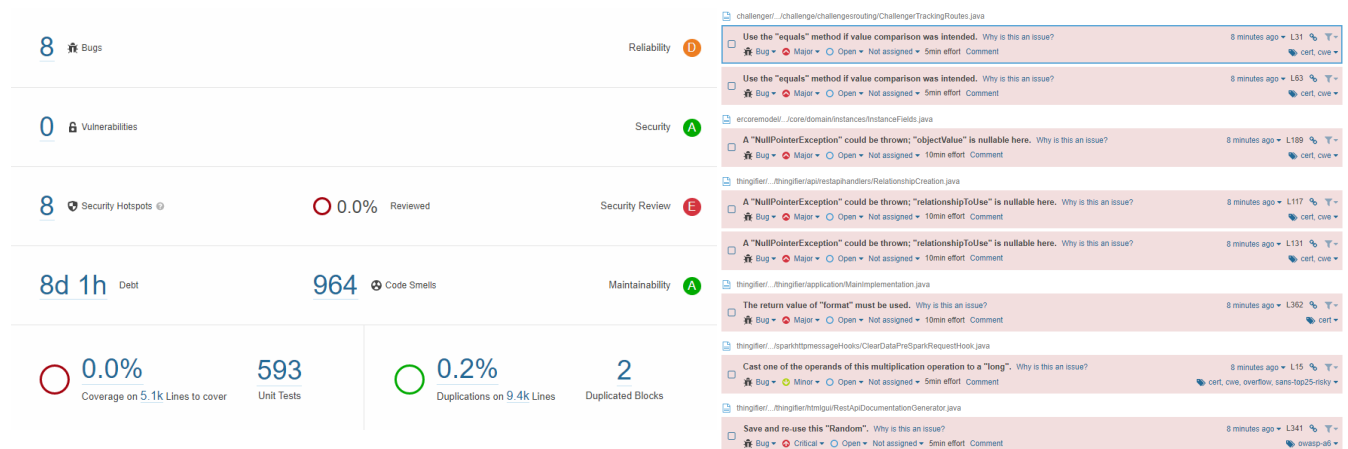 8 Bugs Reliability D
0 Vulnerabilities Security A
8 Security Hotspots ? 0.0% Reviewed Security Review E
8d 1h Debt 964 Code Smells Maintainability A
0.0% 593 0.2% 2
Coverage on 5.1k Lines to cover Unit Tests Duplications on 9.4k Lines Duplicated Blocks
challenger/.../challenge/challengesrouting/ChallengerTrackingRoutes.java
Use the "equals" method if value comparison was intended. Why is this an issue? 8 minutes ago L31
Bug Major Open Not assigned 5min effort Comment cert, cwe
Use the "equals" method if value comparison was intended. Why is this an issue? 8 minutes ago L63
Bug Major Open Not assigned 5min effort Comment cert, cwe
ercoremodel/.../core/domain/instances/InstanceFields.java
A "NullPointerException" could be thrown; "objectValue" is nullable here. Why is this an issue? 8 minutes ago L189
Bug Major Open Not assigned 10min effort Comment cert, cwe
thingifier/.../thingifier/api/restapihandlers/RelationshipCreation.java
A "NullPointerException" could be thrown; "relationshipToUse" is nullable here. Why is this an issue? 8 minutes ago L117
Bug Major Open Not assigned 10min effort Comment cert, cwe
A "NullPointerException" could be thrown; "relationshipToUse" is nullable here. Why is this an issue? 8 minutes ago L131
Bug Major Open Not assigned 10min effort Comment cert, cwe
thingifier/.../thingifier/application/MainImplementation.java
The return value of "format" must be used. Why is this an issue? 8 minutes ago L362
Bug Major Open Not assigned 10min effort Comment cert
thingifier/.../sparkhttpmessageHooks/ClearDataPreSparkRequestHook.java
Cast one of the operands of this multiplication operation to a "long". Why is this an issue? 8 minutes ago L15
Bug Minor Open Not assigned 5min effort Comment cert, cwe, overflow, sans-top25-risky
thingifier/.../thingifier/htmlgui/RestApiDocumentationGenerator.java
Save and re-use this "Random". Why is this an issue? 8 minutes ago L341
Bug Critical Open Not assigned 5min effort Comment owasp-a6